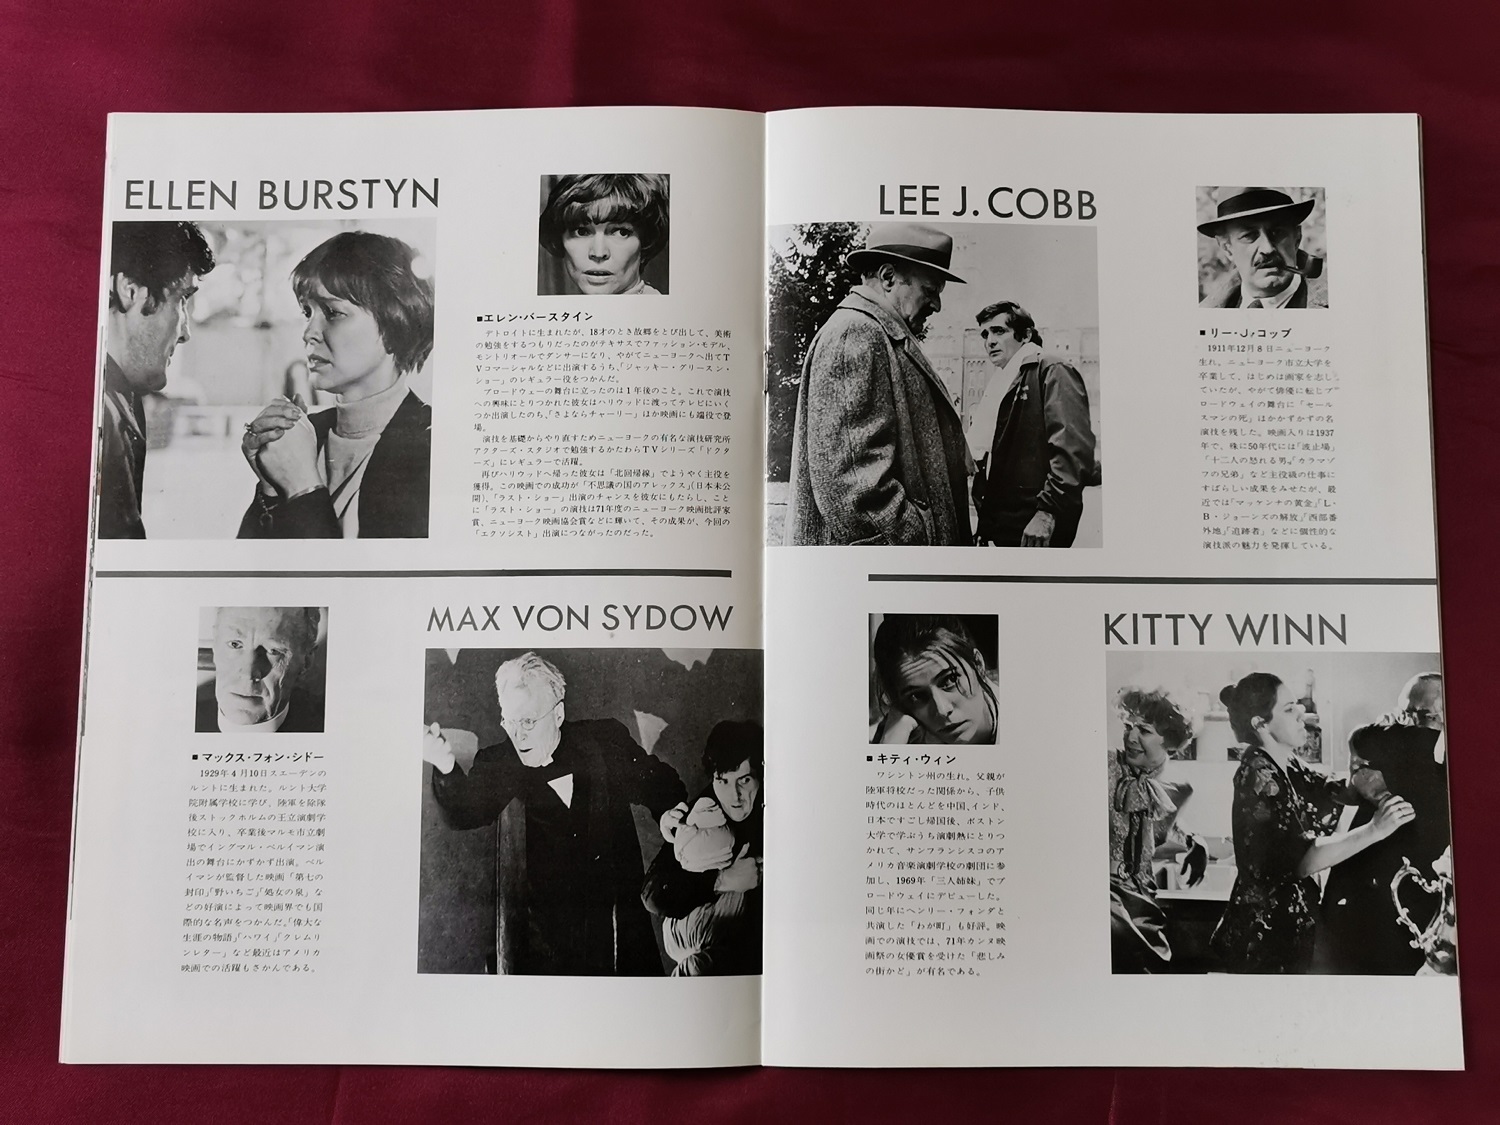 ELLEN BURSTYN
■エレン・バースタイン
デトロイトに生まれたが、18才のとき故郷をとび出して、美術
の勉強をするつもりだったのがテキサスでファッション・モデル、
モントリオールでダンサーになり、やがてニューヨークへ出てT
Vコマーシャルなどに出演するうち、「ジャッキー・グリースン・
ショー」のレギュラー役をつかんだ。
ブロードウェーの舞台に立ったのは1年後のこと。これで演技
への興味にとりつかれた彼女はハリウッドに渡ってテレビにいく
つか出演したのち、「さよならチャーリー」ほか映画にも端役で登
場。
演技を基礎からやり直すためニューヨークの有名な演技研究所
アクターズ・スタジオで勉強するかたわらTVシリーズ「ドクタ
ーズ」にレギュラーで活躍。
再びハリウッドへ帰った彼女は「北回帰線」でようやく主役を
獲得。この映画での成功が「不思議の国のアレックス」(日本未公
開)、「ラスト・ショー」出演のチャンスを彼女にもたらし、こと
に「ラスト・ショー」の演技は71年度のニューヨーク映画批評家
賞、ニューヨーク映画協会賞などに輝いて、その成果が、今回の
「エクソシスト」出演につながったのだった。
MAX VON SYDOW
■マックス・フォン・シドー
1929年4月10日スエーデンの
ルントに生まれた。ルント大学
院附属学校に学び、陸軍を除隊
後ストックホルムの王立演劇学
校に入り、卒業後マルモ市立劇
場でイングマル・ベルイマン演
出の舞台にかずかず出演。ベル
イマンが監督した映画「第七の
封印」「野いちご」「処女の泉」な
どの好演によって映画界でも国
際的な名声をつかんだ。「偉大な
生涯の物語」「ハワイ」「クレムリ
ンレター」など最近はアメリカ
映画での活躍もさかんである。
LEE J. COBB
■リー・J・コッブ
1911年12月8日ニューヨーク
生れ。ニューヨーク市立大学を
卒業して、はじめは画家を志し
ていたが、やがて俳優に転じブ
ロードウェイの舞台に「セール
スマンの死」ほかかずかずの名
演技を残した。映画入りは1937
年で、殊に50年代には「波止場」
「十二人の怒れる男」「カラマゾ
フの兄弟」など主役級の仕事に
すばらしい成果をみせたが、最
近では「マッケンナの黄金」「L・
B・ジョーンズの解放」「西部番
外地」「追跡者」などに個性的な
演技派の魅力を発揮している。
KITTY WINN
■キティ・ウィン
ワシントン州の生れ。父親が
陸軍将校だった関係から、子供
時代のほとんどを中国、インド、
日本ですごし帰国後、ボストン
大学で学ぶうち演劇熱にとりつ
かれて、サンフランシスコのア
メリカ音楽演劇学校の劇団に参
加し、1969年「三人姉妹」でブ
ロードウェイにデビューした。
同じ年にヘンリー・フォンダと
共演した「わが町」も好評。映
画での演技では、71年カンヌ映
画祭の女優賞を受けた「悲しみ
の街かど」が有名である。